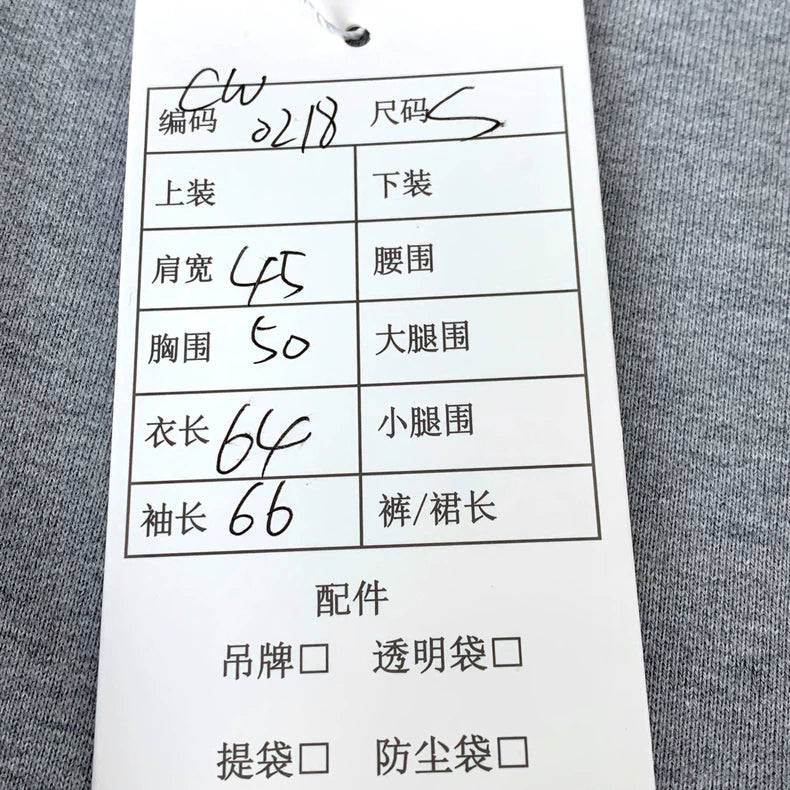 编码 CW 0218 尺码 S
上装 下装
肩宽 45 腰围
胸围 50 大腿围
衣长 64 小腿围
袖长 66 裤/裙长
配件
吊牌□ 透明袋□
提袋□ 防尘袋□